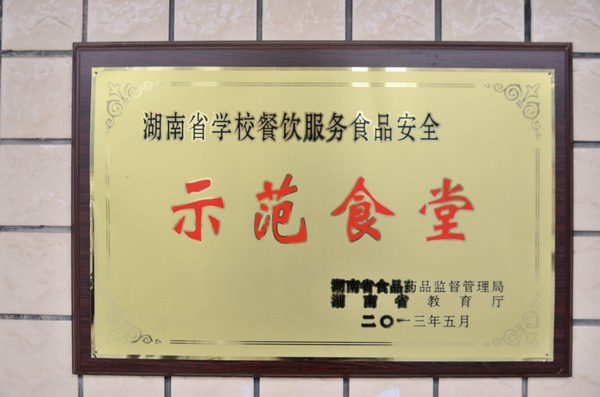 湖南省学校餐饮服务食品安全
示范食堂
湖南省食品药品监督管理局
湖南省教育厅
二〇一三年五月